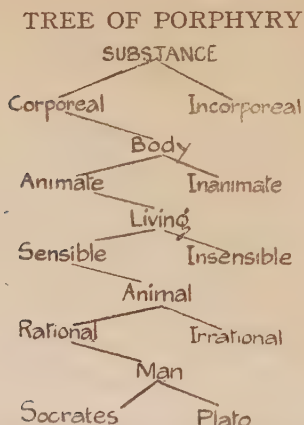 TREE OF PORPHYRY
SUBSTANCE
Corporeal Incorporeal
Body
Animate Inanimate
Living
Sensible Insensible
Animal
Rational Irrational
Man
Socrates Plato